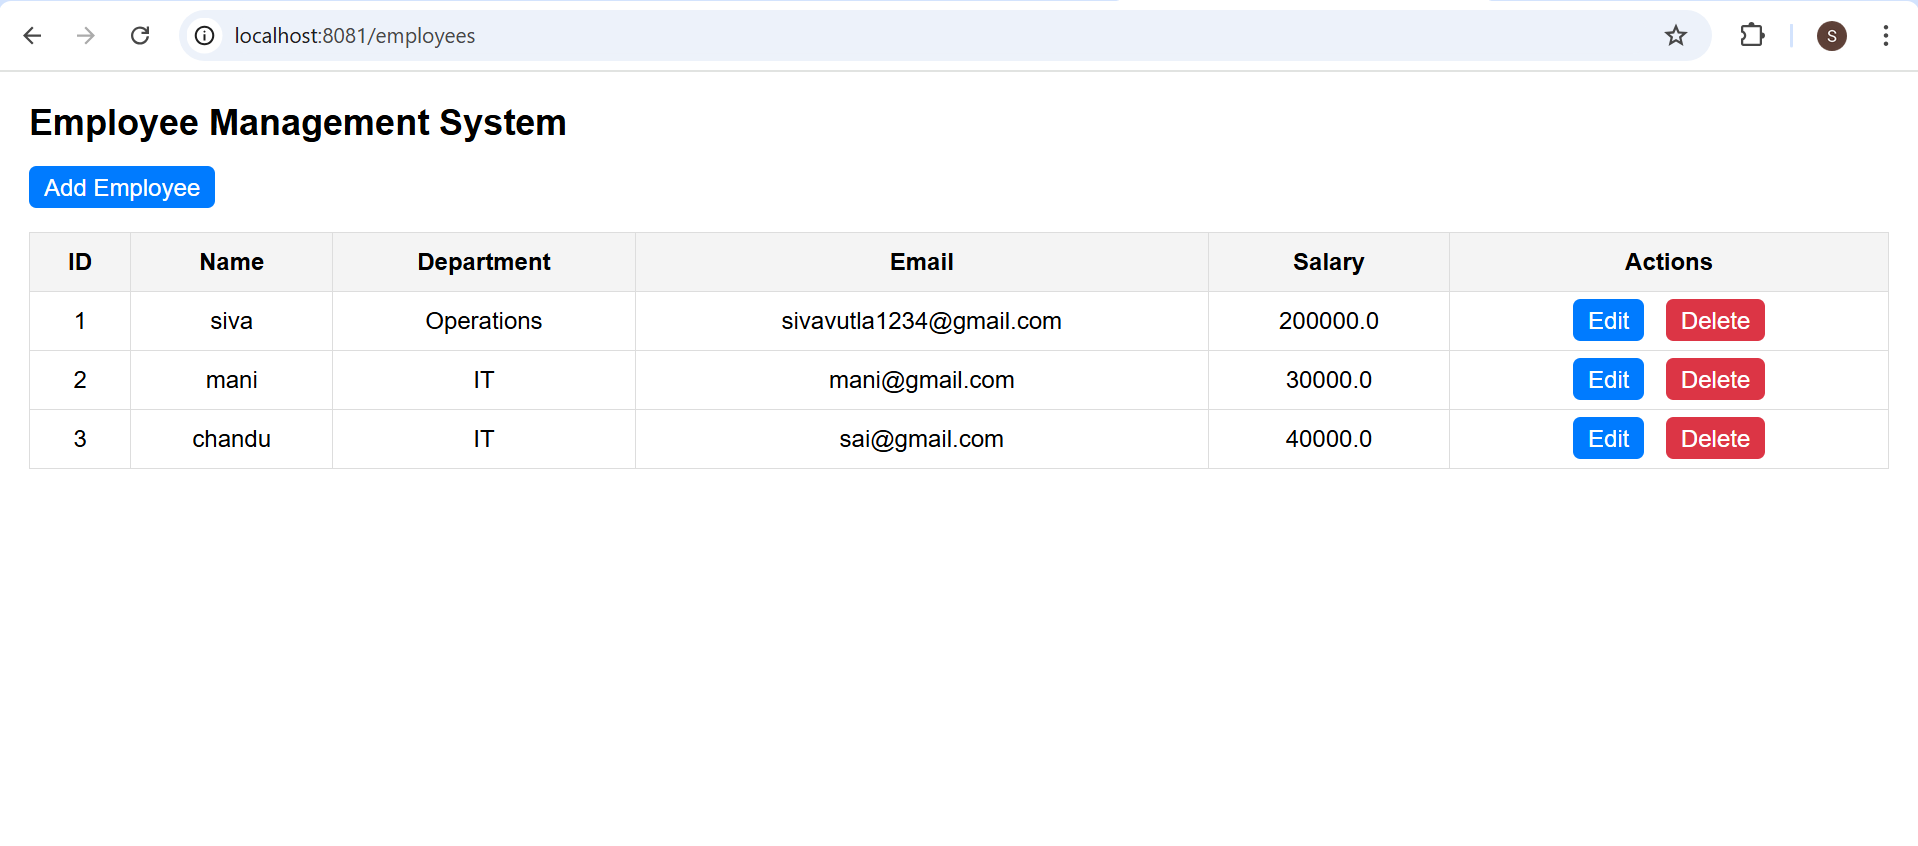 localhost:8081/employees
S
Employee Management System
Add Employee
ID Name Department Email Salary Actions
1 siva Operations sivavutla1234@gmail.com 200000.0 Edit Delete
2 mani IT mani@gmail.com 30000.0 Edit Delete
3 chandu IT sai@gmail.com 40000.0 Edit Delete